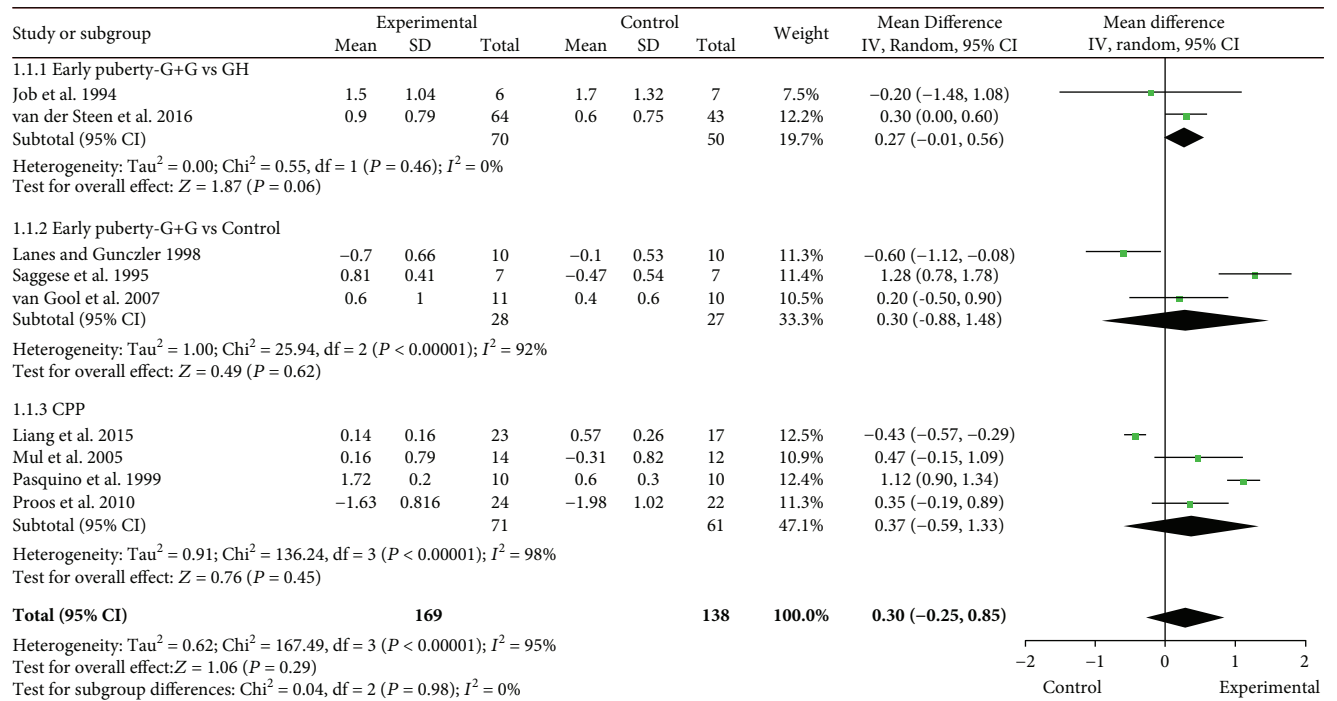 Study or subgroup Experimental Control Weight Mean Difference Mean difference
Mean SD Total Mean SD Total IV, Random, 95% CI IV, random, 95% CI
1.1.1 Early puberty-G+G vs GH
Job et al. 1994 1.5 1.04 6 1.7 1.32 7 7.5% −0.20 (−1.48, 1.08)
van der Steen et al. 2016 0.9 0.79 64 0.6 0.75 43 12.2% 0.30 (0.00, 0.60)
Subtotal (95% CI) 70 50 19.7% 0.27 (−0.01, 0.56)
Heterogeneity: Tau² = 0.00; Chi² = 0.55, df = 1 (P = 0.46); I² = 0%
Test for overall effect: Z = 1.87 (P = 0.06)
1.1.2 Early puberty-G+G vs Control
Lanes and Gunczler 1998 −0.7 0.66 10 −0.1 0.53 10 11.3% −0.60 (−1.12, −0.08)
Saggese et al. 1995 0.81 0.41 7 −0.47 0.54 7 11.4% 1.28 (0.78, 1.78)
van Gool et al. 2007 0.6 1 11 0.4 0.6 10 10.5% 0.20 (-0.50, 0.90)
Subtotal (95% CI) 28 27 33.3% 0.30 (-0.88, 1.48)
Heterogeneity: Tau² = 1.00; Chi² = 25.94, df = 2 (P < 0.00001); I² = 92%
Test for overall effect: Z = 0.49 (P = 0.62)
1.1.3 CPP
Liang et al. 2015 0.14 0.16 23 0.57 0.26 17 12.5% −0.43 (−0.57, −0.29)
Mul et al. 2005 0.16 0.79 14 −0.31 0.82 12 10.9% 0.47 (−0.15, 1.09)
Pasquino et al. 1999 1.72 0.2 10 0.6 0.3 10 12.4% 1.12 (0.90, 1.34)
Proos et al. 2010 −1.63 0.816 24 −1.98 1.02 22 11.3% 0.35 (−0.19, 0.89)
Subtotal (95% CI) 71 61 47.1% 0.37 (−0.59, 1.33)
Heterogeneity: Tau² = 0.91; Chi² = 136.24, df = 3 (P < 0.00001); I² = 98%
Test for overall effect: Z = 0.76 (P = 0.45)
Total (95% CI) 169 138 100.0% 0.30 (−0.25, 0.85)
Heterogeneity: Tau² = 0.62; Chi² = 167.49, df = 3 (P < 0.00001); I² = 95%
Test for overall effect:Z = 1.06 (P = 0.29)
Test for subgroup differences: Chi² = 0.04, df = 2 (P = 0.98); I² = 0%
−2 −1 0 1 2
Control Experimental